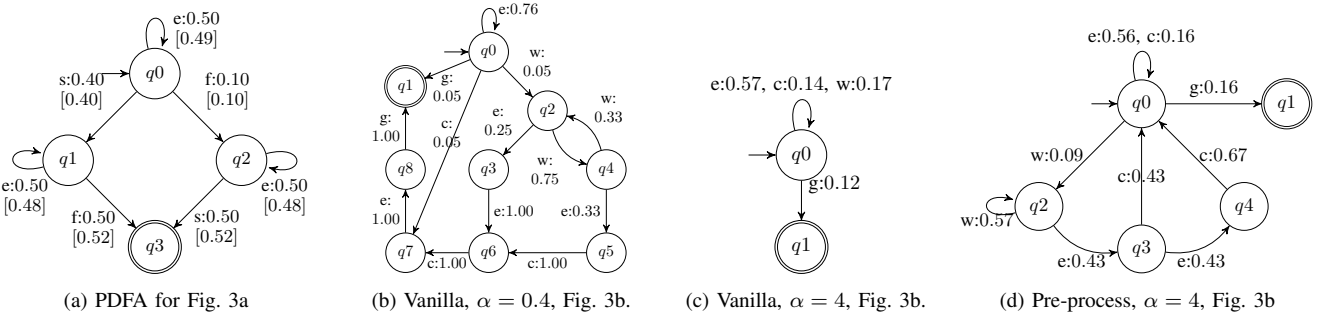 e:0.50
[0.49]
q0
s:0.40
[0.40]
f:0.10
[0.10]
q1
q2
e:0.50
[0.48]
e:0.50
[0.48]
f:0.50
[0.52]
s:0.50
[0.52]
q3
(a) PDFA for Fig. 3a
e:0.76
q0
w:
0.05
q1
g:
0.05
q2
w:
0.33
e:
0.25
g:
1.00
c:
0.05
w:
0.75
q8
q3
q4
e:
1.00
e:1.00
e:0.33
q7
q6
q5
c:1.00
c:1.00
(b) Vanilla, α = 0.4, Fig. 3b.
e:0.57, c:0.14, w:0.17
q0
g:0.12
q1
(c) Vanilla, α = 4, Fig. 3b.
e:0.56, c:0.16
g:0.16
q0
q1
w:0.09
c:0.67
c:0.43
q2
q4
w:0.57
q3
e:0.43
e:0.43
(d) Pre-process, α = 4, Fig. 3b